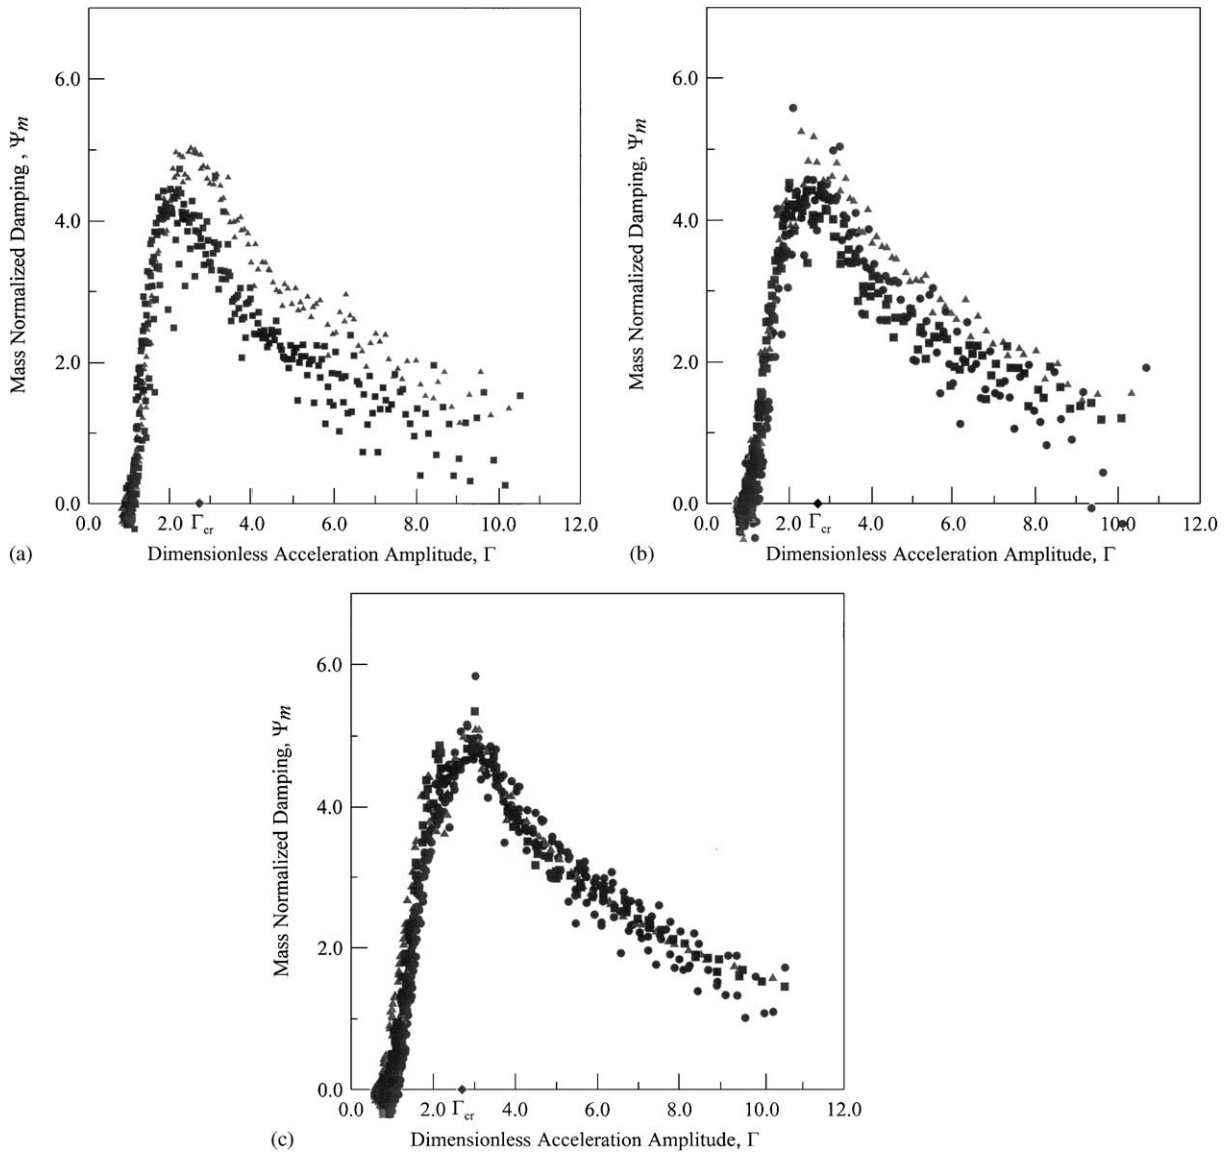 6.0
4.0
2.0
0.0
Mass Normalized Damping , Ψm
0.0 2.0 Γcr 4.0 6.0 8.0 10.0 12.0
(a) Dimensionless Acceleration Amplitude, Γ
6.0
4.0
2.0
0.0
Mass Normalized Damping, Ψm
0.0 2.0 Γcr 4.0 6.0 8.0 10.0 12.0
(b) Dimensionless Acceleration Amplitude, Γ
6.0
4.0
2.0
0.0
Mass Normalized Damping, Ψm
0.0 2.0 Γcr 4.0 6.0 8.0 10.0 12.0
(c) Dimensionless Acceleration Amplitude, Γ